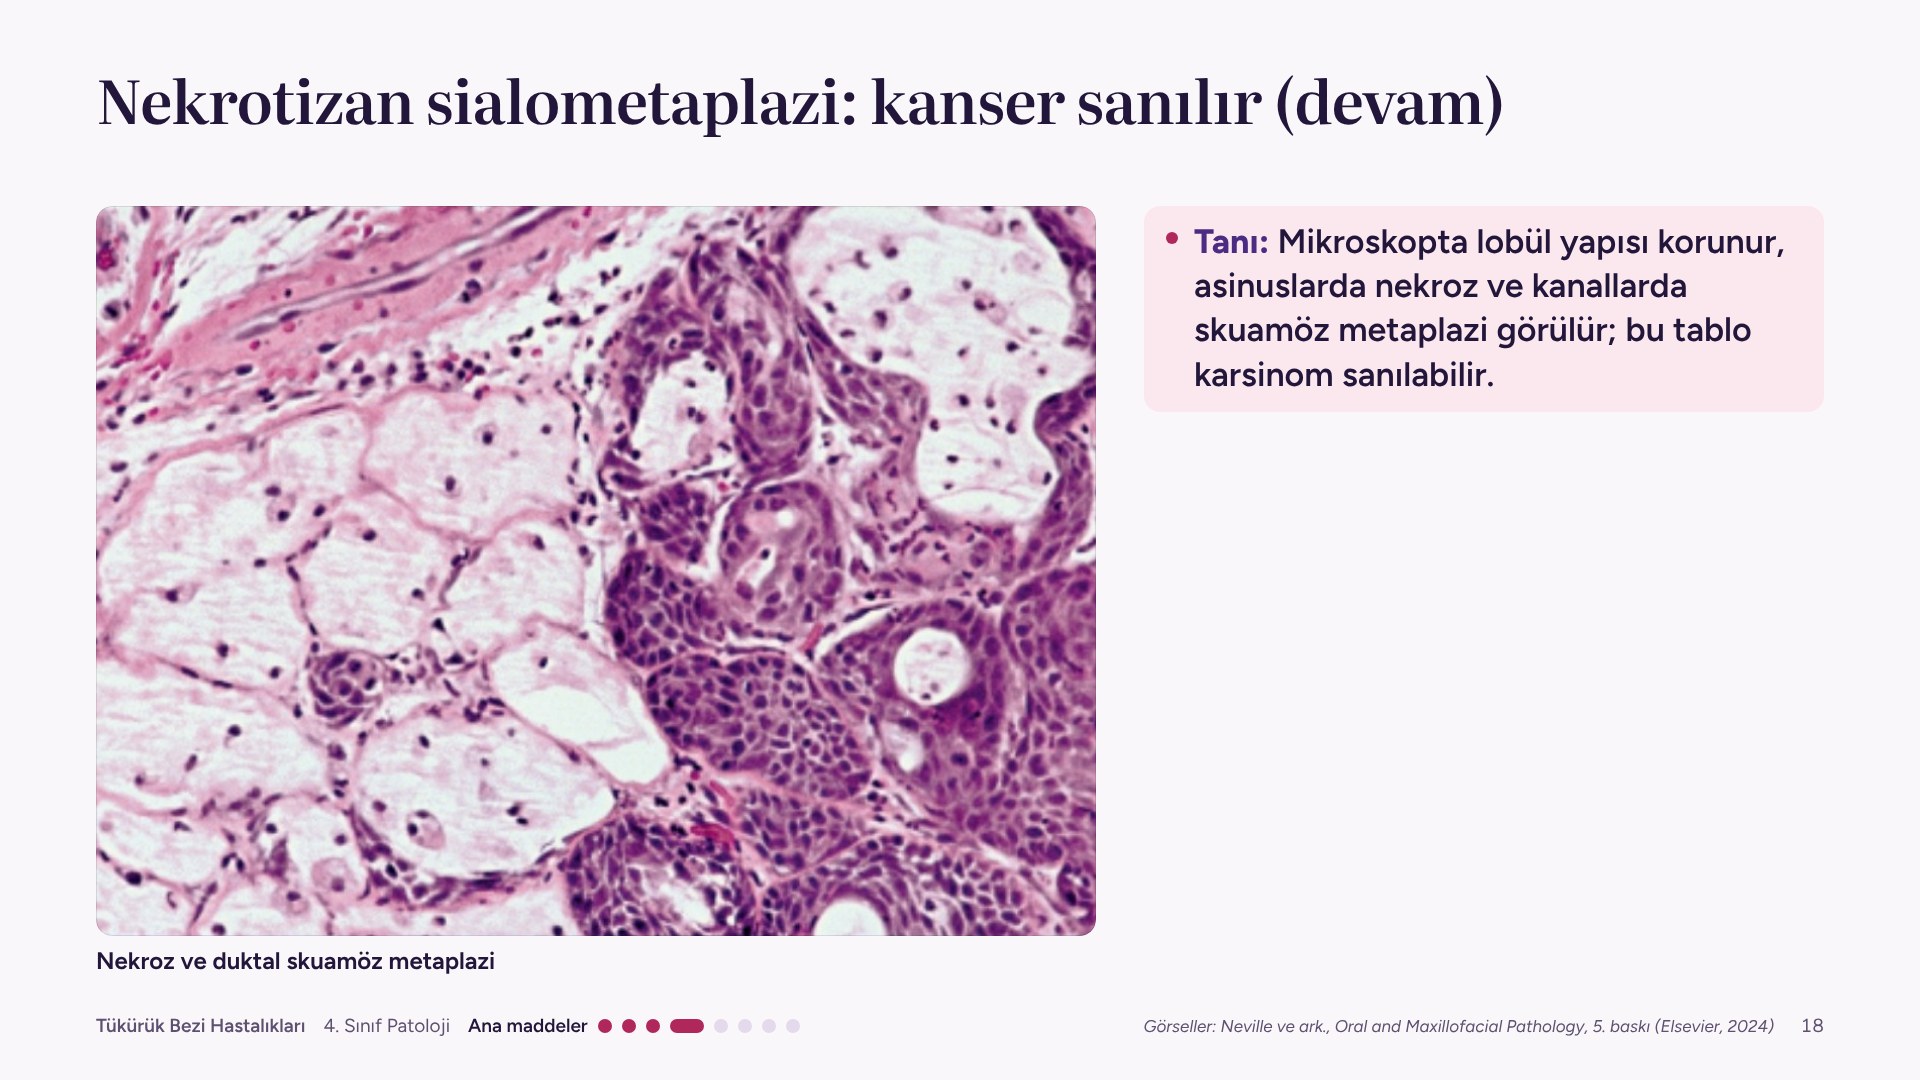 Nekrotizan sialometaplazi: kanser sanılır (devam)
• Tanı: Mikroskopta lobül yapısı korunur,
asinuslarda nekroz ve kanallarda
skuamöz metaplazi görülür; bu tablo
karsinom sanılabilir.
Nekroz ve duktal skuamöz metaplazi
Tükürük Bezi Hastalıkları 4. Sınıf Patoloji Ana maddeler
Görseller: Neville ve ark., Oral and Maxillofacial Pathology, 5. baskı (Elsevier, 2024) 18